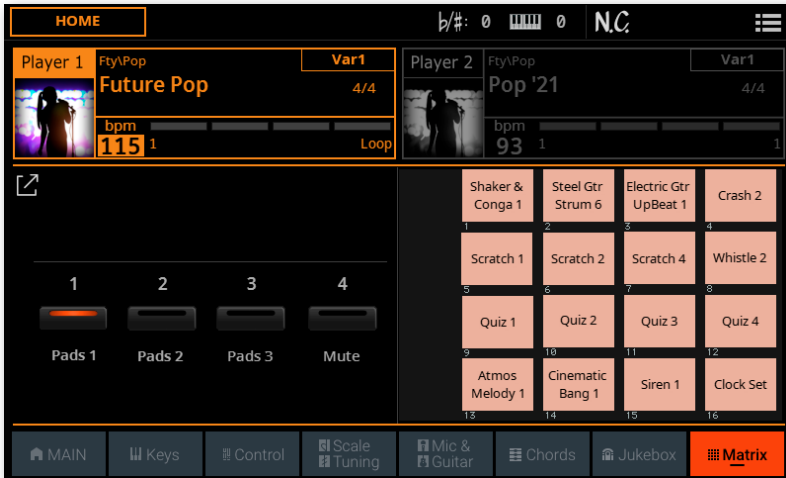 HOME
b/#: 0
0
N.C.
Player 1
Fty\Pop
Var1
Future Pop
4/4
bpm
115
1
Loop
Player 2
Fty\Pop
Var1
Pop '21
4/4
bpm
93
1
1
Shaker &
Conga 1
1
Steel Gtr
Strum 6
2
Electric Gtr
UpBeat 1
3
Crash 2
4
Scratch 1
5
Scratch 2
6
Scratch 4
7
Whistle 2
8
Quiz 1
9
Quiz 2
10
Quiz 3
11
Quiz 4
12
Atmos
Melody 1
13
Cinematic
Bang 1
14
Siren 1
15
Clock Set
16
1
2
3
4
Pads 1
Pads 2
Pads 3
Mute
MAIN
Keys
Control
Scale
Tuning
Mic &
Guitar
Chords
Jukebox
Matrix